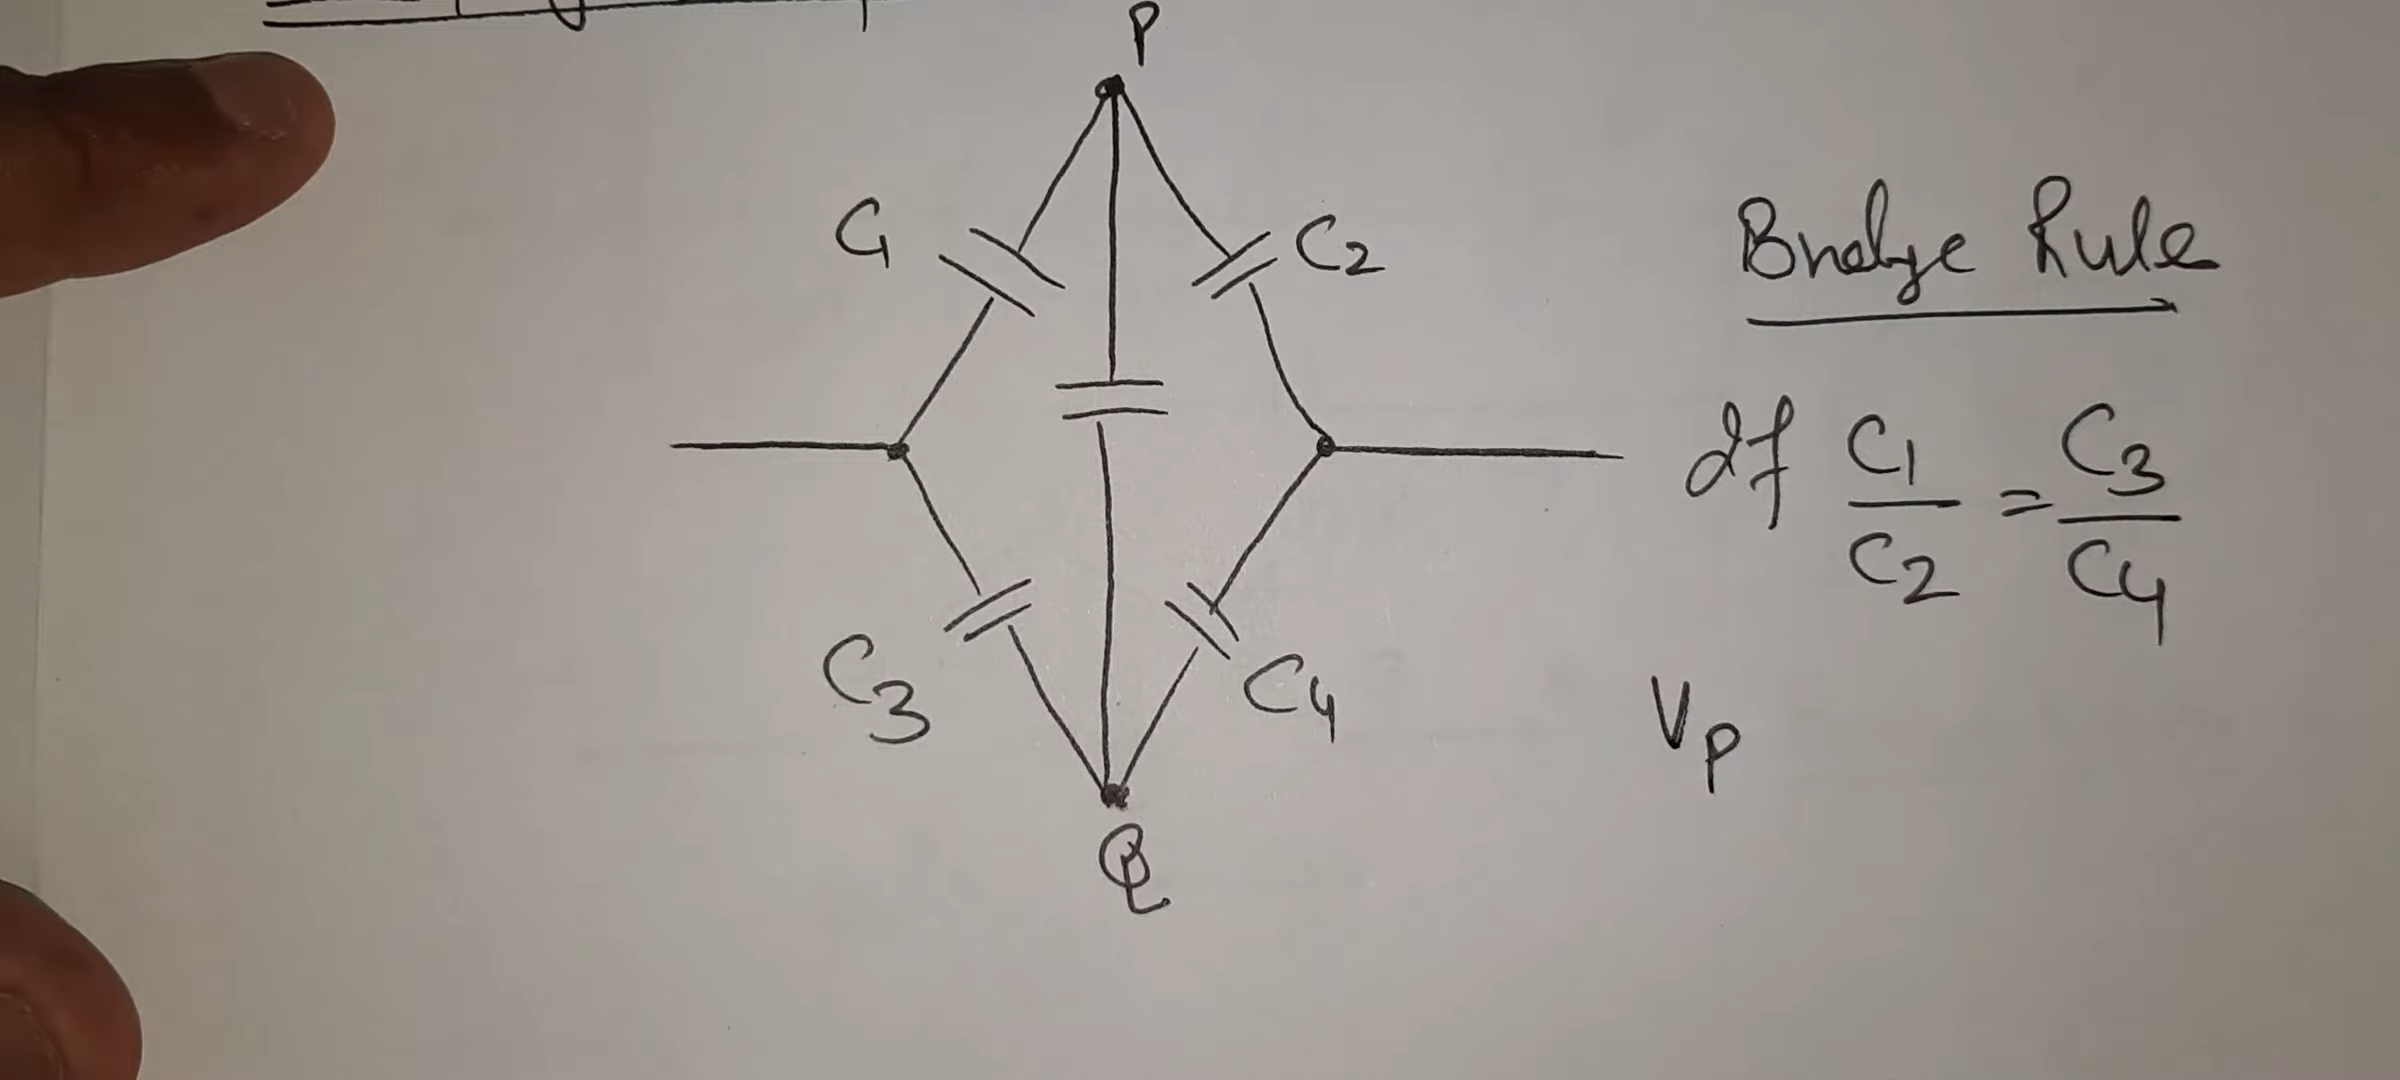 P
C1
C2
Bridge Rule
If C1/C2 = C3/C4
C3
C4
VP
Q